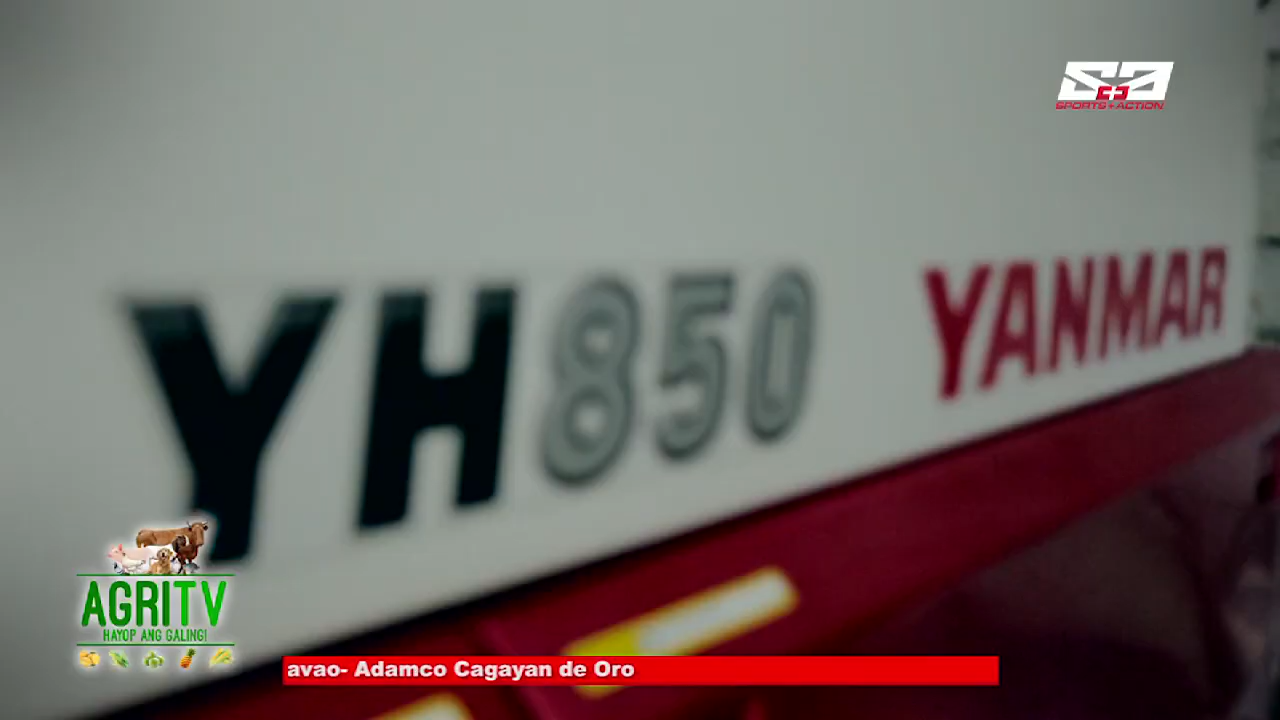 S+A
SPORTS+ACTION
YH850
YANMAR
AGRITV
HAYOP ANG GALING!
avao- Adamco Cagayan de Oro